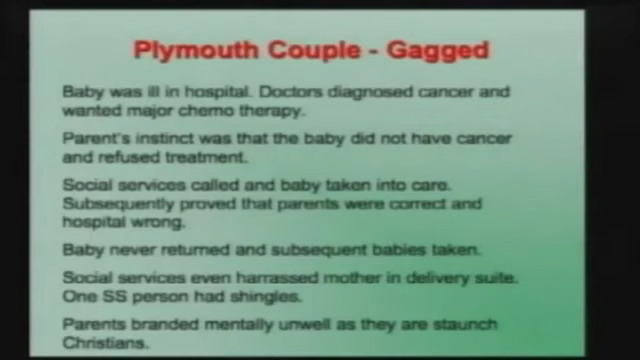 Plymouth Couple - Gagged
Baby was ill in hospital. Doctors diagnosed cancer and
wanted major chemo therapy.
Parent's instinct was that the baby did not have cancer
and refused treatment.
Social services called and baby taken into care.
Subsequently proved that parents were correct and
hospital wrong.
Baby never returned and subsequent babies taken.
Social services even harrassed mother in delivery suite.
One SS person had shingles.
Parents branded mentally unwell as they are staunch
Christians.